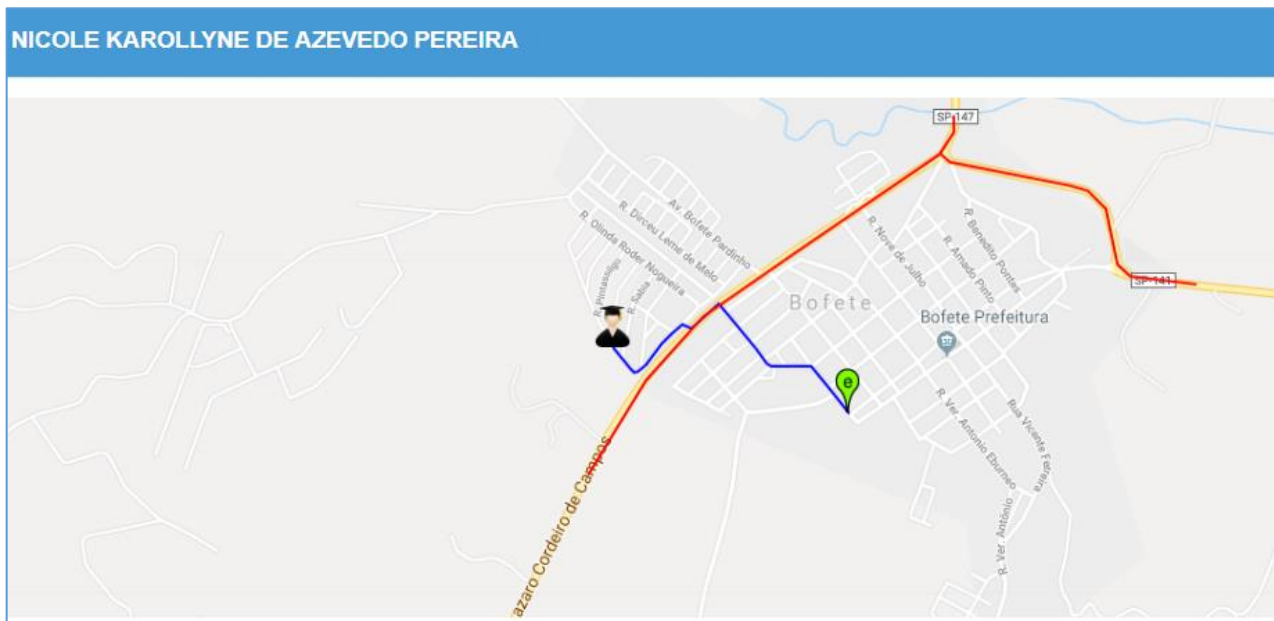 NICOLE KAROLLYNE DE AZEVEDO PEREIRA
SP-147
Av. Bofete Pardinho
R. Dirceu Leme de Melo
R. Olinda Roder Nogueira
R. Pintassilgo
R. Sabiá
R. Nove de Julho
R. Benedito Pontes
R. Amado Pinto
SP-141
Bofete
Bofete Prefeitura
e
R. Ver. Antonio Eburneo
Rua Vicente Ferreira
R. Ver. Antônio
azaro Cordeiro de Campos